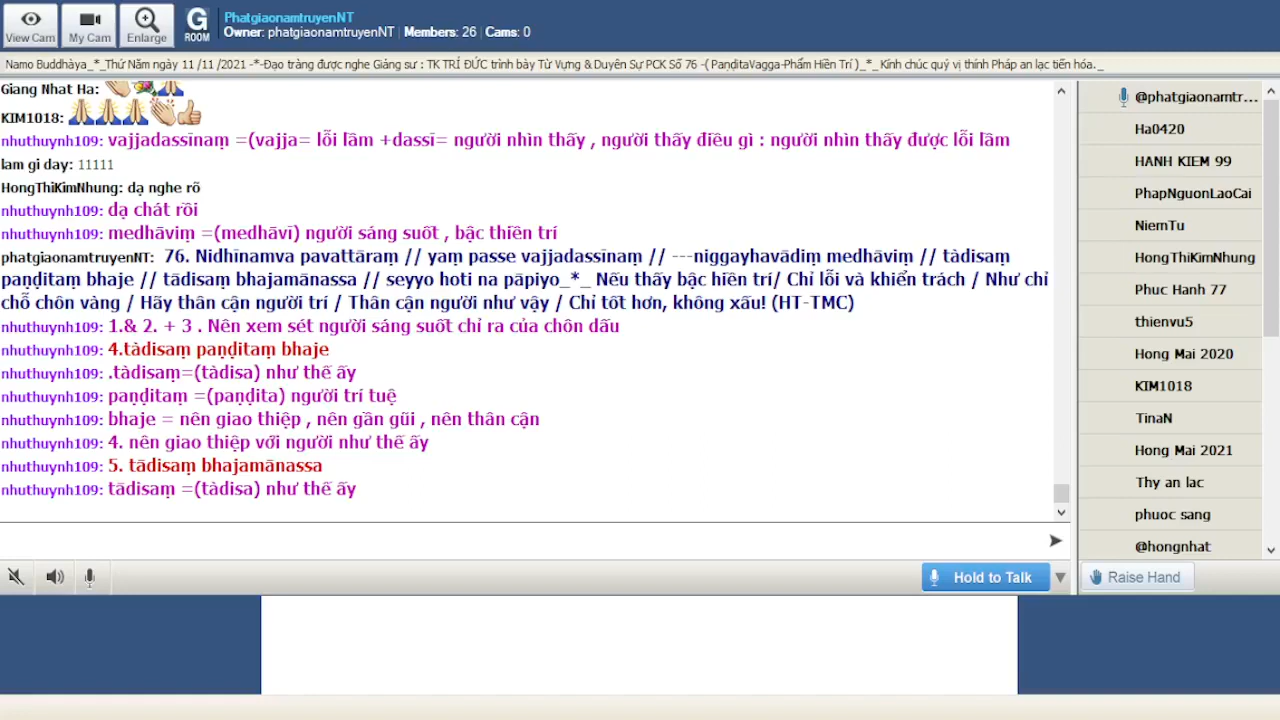 View Cam
My Cam
Enlarge
G
ROOM
PhatgiaonamtruyenNT
Owner: phatgiaonamtruyenNT | Members: 26 | Cams: 0
Namo Buddhàya_*_Thứ Năm ngày 11 /11 /2021 -*-Đạo tràng được nghe Giảng sư : TK TRÍ ĐỨC trình bày Từ Vựng & Duyên Sự PCK Số 76 -( PaṇḍitaVagga-Phẩm Hiền Trí )_*_ Kính chúc quý vị thính Pháp an lạc tiến hóa._
Giang Nhat Ha:
KIM1018:
nhuthuynh109: vajjadassīnaṃ =(vajja= lỗi lầm +dassī= người nhìn thấy , người thấy điều gì : người nhìn thấy được lỗi lầm
lam gi day: 11111
HongThiKimNhung: dạ nghe rõ
nhuthuynh109: dạ chát rồi
nhuthuynh109: medhāviṃ =(medhāvī) người sáng suốt , bậc thiền trí
phatgiaonamtruyenNT: 76. Nidhīnamva pavattāraṃ // yaṃ passe vajjadassīnaṃ // ---niggayhavādiṃ medhāviṃ // tàdisaṃ
paṇḍitaṃ bhaje // tādisaṃ bhajamānassa // seyyo hoti na pāpiyo_*_ Nếu thấy bậc hiền trí/ Chỉ lỗi và khiển trách / Như chỉ
chỗ chôn vàng / Hãy thân cận người trí / Thân cận người như vậy / Chỉ tốt hơn, không xấu! (HT-TMC)
nhuthuynh109: 1.& 2. + 3 . Nên xem sét người sáng suốt chỉ ra của chôn dấu
nhuthuynh109: 4.tàdisaṃ paṇḍitaṃ bhaje
nhuthuynh109: .tàdisaṃ=(tàdisa) như thế ấy
nhuthuynh109: paṇḍitaṃ =(paṇḍita) người trí tuệ
nhuthuynh109: bhaje = nên giao thiệp , nên gần gũi , nên thân cận
nhuthuynh109: 4. nên giao thiệp với người như thế ấy
nhuthuynh109: 5. tādisaṃ bhajamānassa
nhuthuynh109: tādisaṃ =(tàdisa) như thế ấy
Hold to Talk
@phatgiaonamtr...
Ha0420
HANH KIEM 99
PhapNguonLaoCai
NiemTu
HongThiKimNhung
Phuc Hanh 77
thienvu5
Hong Mai 2020
KIM1018
TinaN
Hong Mai 2021
Thy an lac
phuoc sang
@hongnhat
Raise Hand